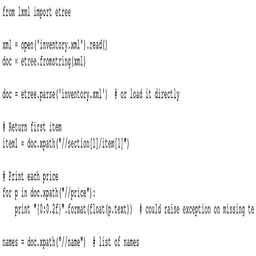 from lxml import etree
xml = open('inventory.xml').read()
doc = etree.fromstring(xml)
doc = etree.parse('inventory.xml')  # or load it directly
# Return first item
item1 = doc.xpath("//section[1]/item[1]")
# Print each price
for p in doc.xpath("//price"):
    print "{0:0.2f}".format(float(p.text))  # could raise exception on missing te
names = doc.xpath("//name")  # list of names